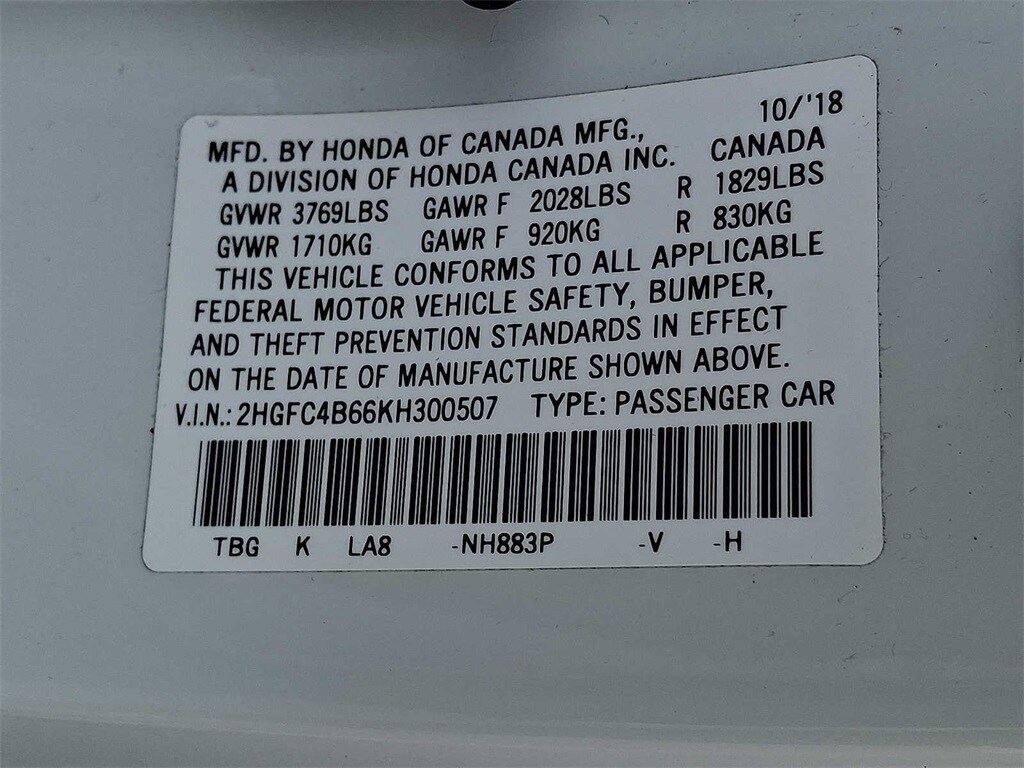 10/'18
MFD. BY HONDA OF CANADA MFG.,
A DIVISION OF HONDA CANADA INC. CANADA
GVWR 3769LBS GAWR F 2028LBS R 1829LBS
GVWR 1710KG GAWR F 920KG R 830KG
THIS VEHICLE CONFORMS TO ALL APPLICABLE
FEDERAL MOTOR VEHICLE SAFETY, BUMPER,
AND THEFT PREVENTION STANDARDS IN EFFECT
ON THE DATE OF MANUFACTURE SHOWN ABOVE.
V.I.N.: 2HGFC4B66KH300507 TYPE: PASSENGER CAR
TBG K LA8 -NH883P -V -H